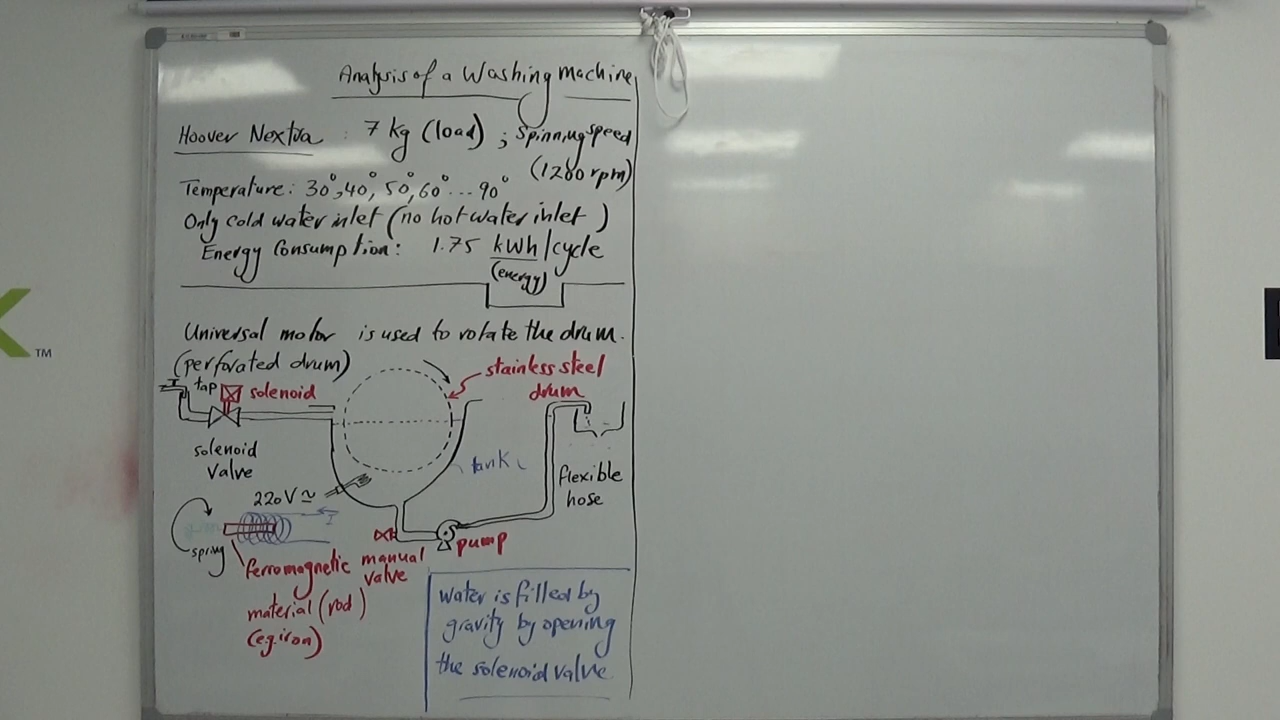 Analysis of a Washing Machine
Hoover Nextra : 7 kg (load) ; Spinning speed
(1200 rpm)
Temperature: 30°, 40°, 50°, 60° ... 90°
Only cold water inlet (no hot water inlet)
Energy Consumption: 1.75 kWh/cycle
(energy)
Universal motor is used to rotate the drum.
(perforated drum)
stainless steel
drum
tap
solenoid
solenoid
valve
tank
flexible
hose
220V ≃
I
spring
pump
manual
valve
ferromagnetic
material (rod)
(e.g. iron)
water is filled by
gravity by opening
the solenoid valve.
TM